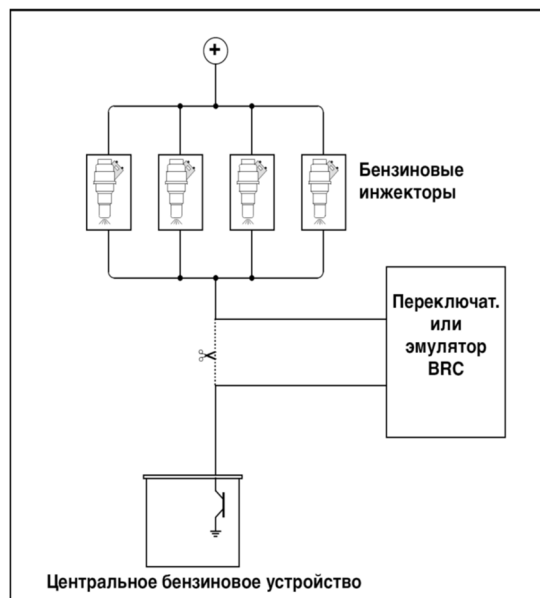 +
Бензиновые
инжекторы
Переключат.
или
эмулятор
BRC
Центральное бензиновое устройство